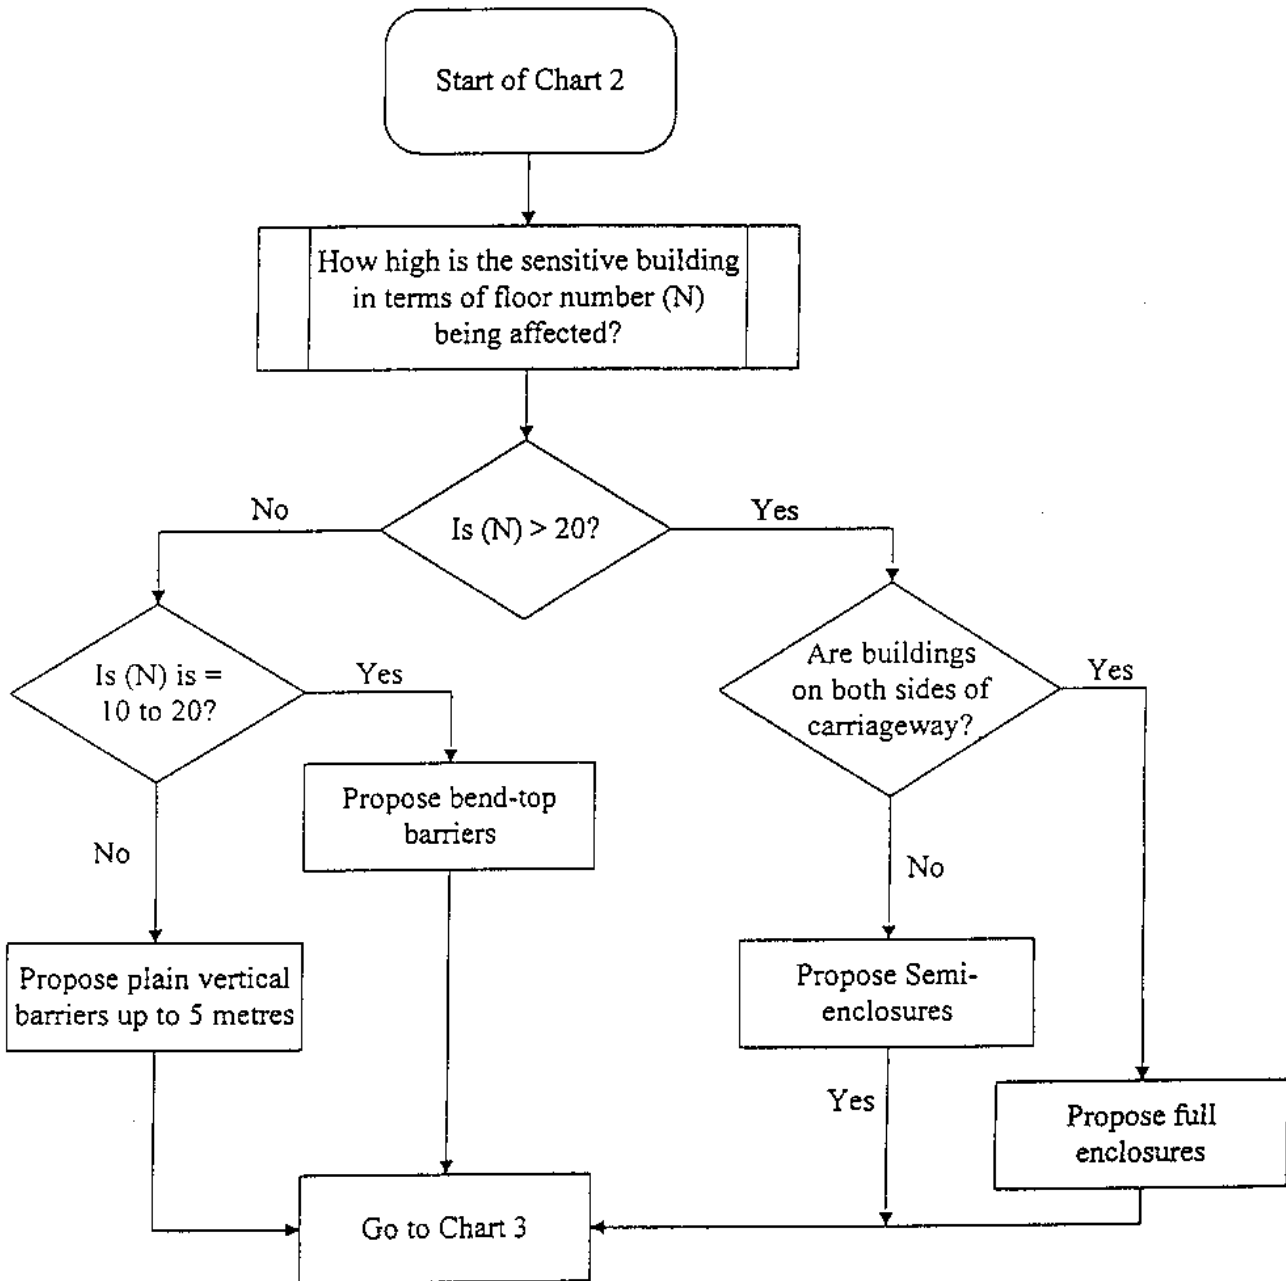 Start of Chart 2
How high is the sensitive building
in terms of floor number (N)
being affected?
Is (N) > 20?
No
Yes
Is (N) is =
10 to 20?
Yes
No
Propose bend-top
barriers
Propose plain vertical
barriers up to 5 metres
Are buildings
on both sides of
carriageway?
Yes
No
Propose Semi-
enclosures
Yes
Propose full
enclosures
Go to Chart 3